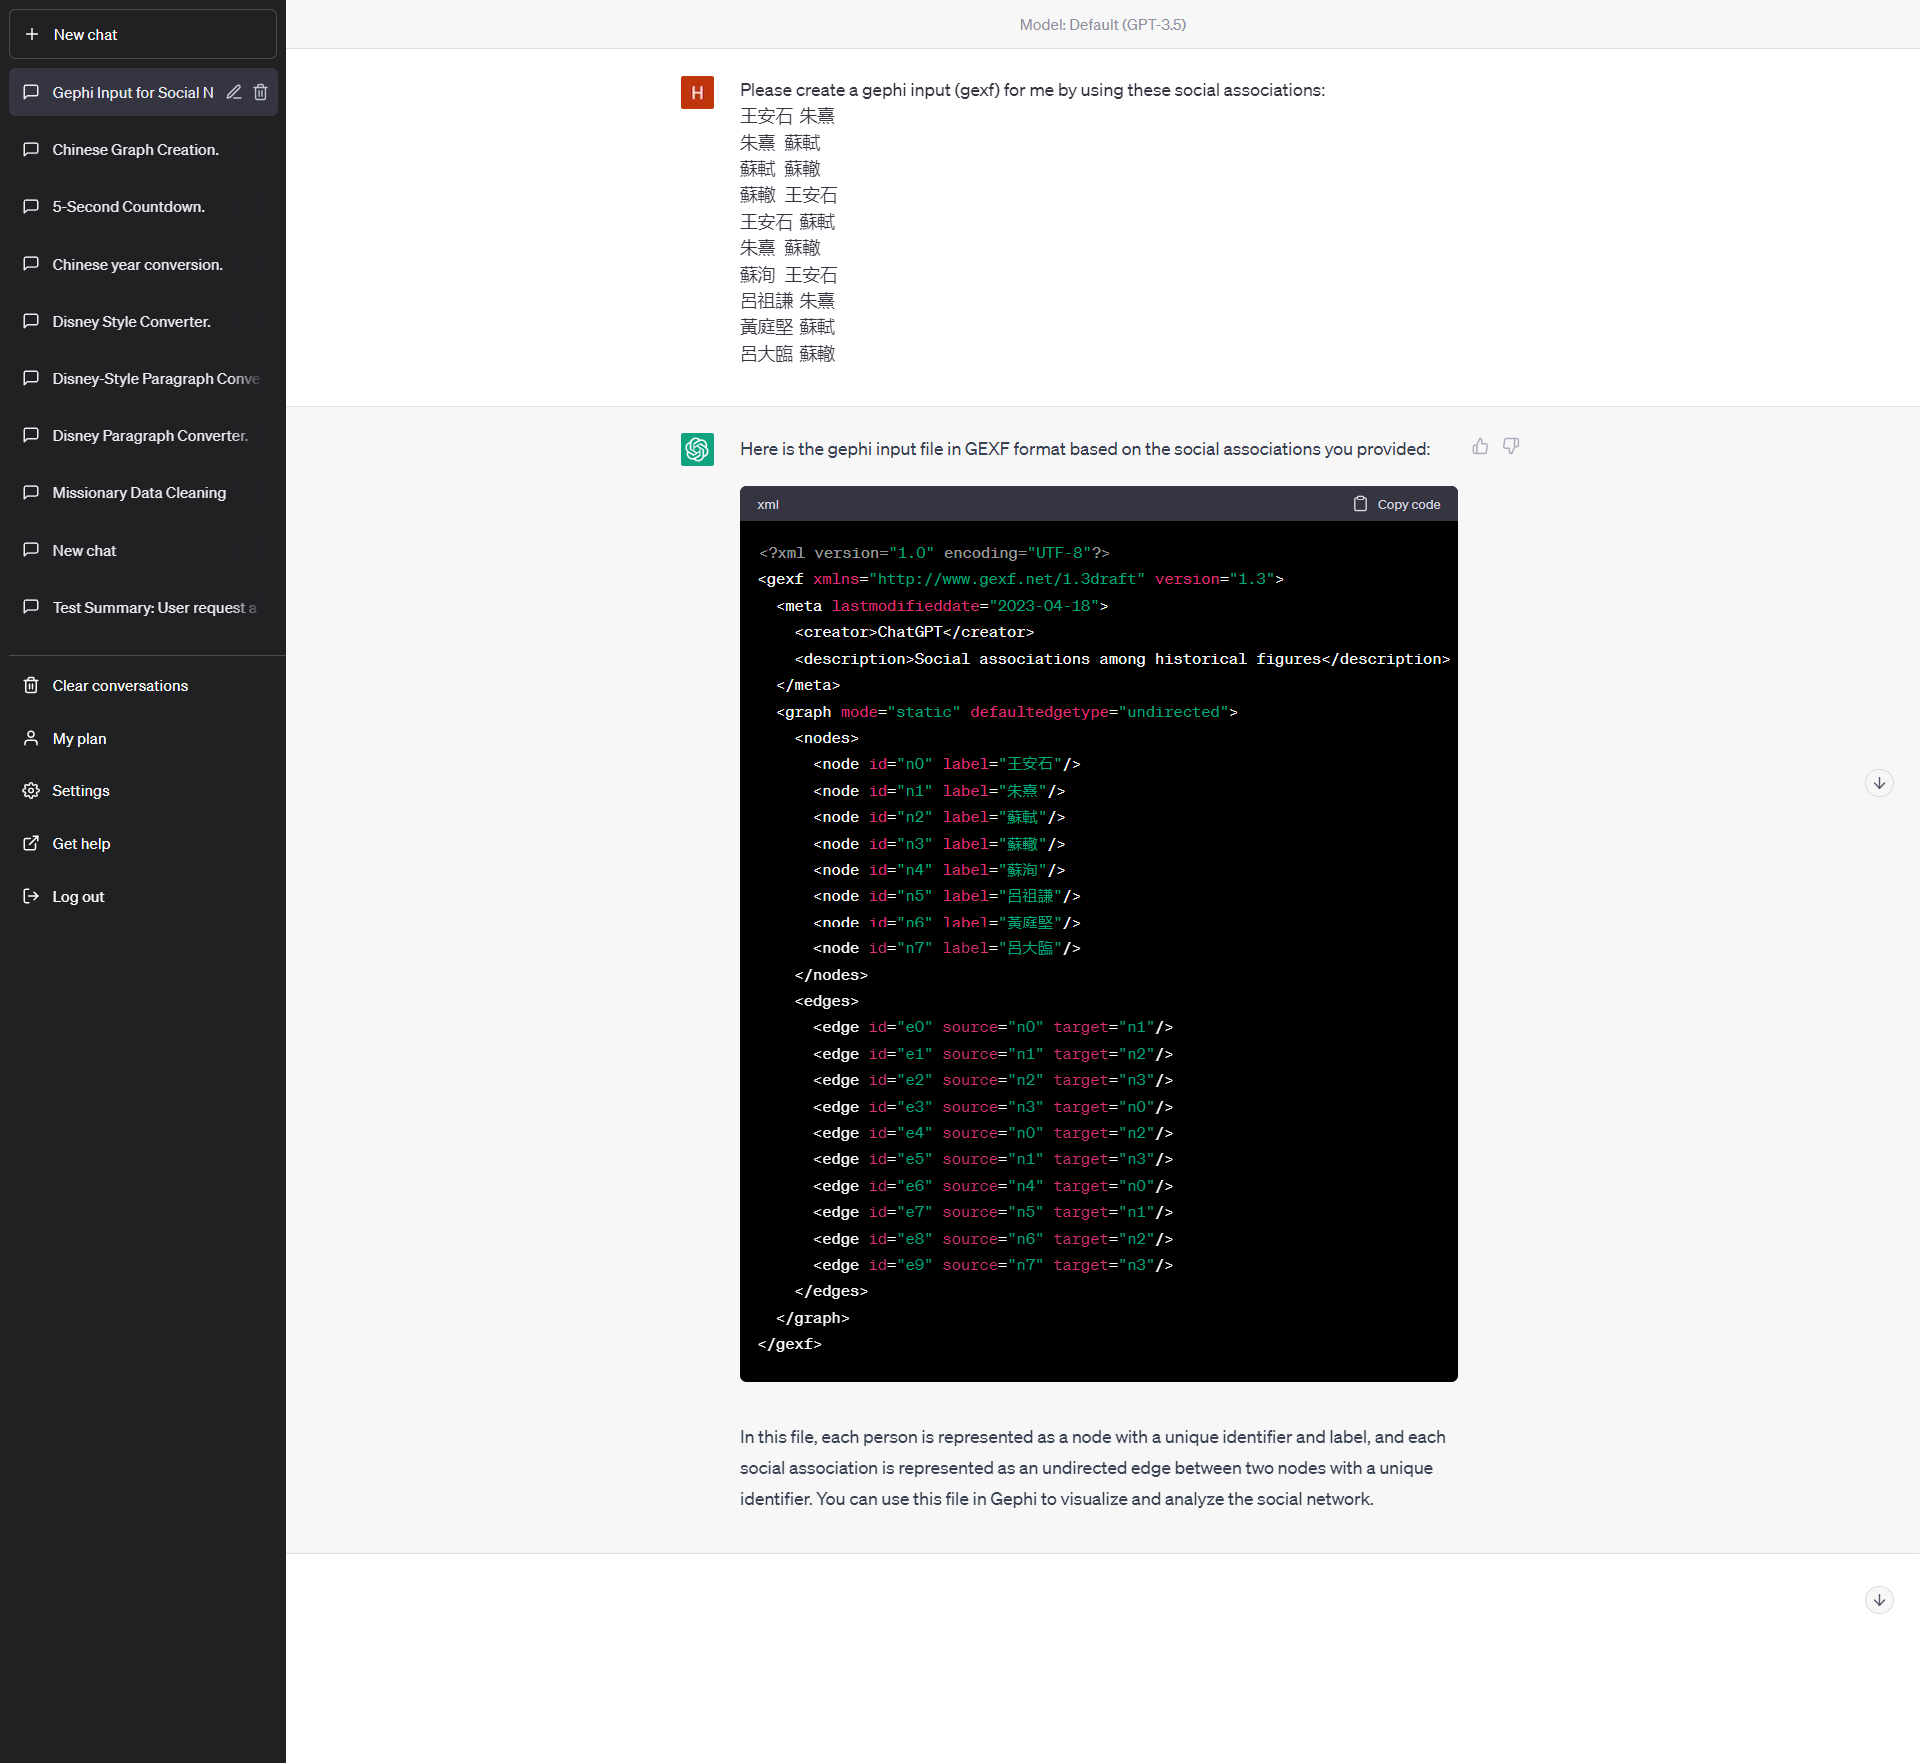 New chat
Gephi Input for Social N
Chinese Graph Creation.
5-Second Countdown.
Chinese year conversion.
Disney Style Converter.
Disney-Style Paragraph Conve
Disney Paragraph Converter.
Missionary Data Cleaning
New chat
Test Summary: User request a
Clear conversations
My plan
Settings
Get help
Log out
Model: Default (GPT-3.5)
H
Please create a gephi input (gexf) for me by using these social associations:
王安石 朱熹
朱熹 蘇軾
蘇軾 蘇轍
蘇轍 王安石
王安石 蘇軾
朱熹 蘇轍
蘇洵 王安石
呂祖謙 朱熹
黃庭堅 蘇軾
呂大臨 蘇轍
Here is the gephi input file in GEXF format based on the social associations you provided:
xml
Copy code
<?xml version="1.0" encoding="UTF-8"?>
<gexf xmlns="http://www.gexf.net/1.3draft" version="1.3">
<meta lastmodifieddate="2023-04-18">
<creator>ChatGPT</creator>
<description>Social associations among historical figures</description>
</meta>
<graph mode="static" defaultedgetype="undirected">
<nodes>
<node id="n0" label="王安石"/>
<node id="n1" label="朱熹"/>
<node id="n2" label="蘇軾"/>
<node id="n3" label="蘇轍"/>
<node id="n4" label="蘇洵"/>
<node id="n5" label="呂祖謙"/>
<node id="n6" label="黃庭堅"/>
<node id="n7" label="呂大臨"/>
</nodes>
<edges>
<edge id="e0" source="n0" target="n1"/>
<edge id="e1" source="n1" target="n2"/>
<edge id="e2" source="n2" target="n3"/>
<edge id="e3" source="n3" target="n0"/>
<edge id="e4" source="n0" target="n2"/>
<edge id="e5" source="n1" target="n3"/>
<edge id="e6" source="n4" target="n0"/>
<edge id="e7" source="n5" target="n1"/>
<edge id="e8" source="n6" target="n2"/>
<edge id="e9" source="n7" target="n3"/>
</edges>
</graph>
</gexf>
In this file, each person is represented as a node with a unique identifier and label, and each
social association is represented as an undirected edge between two nodes with a unique
identifier. You can use this file in Gephi to visualize and analyze the social network.